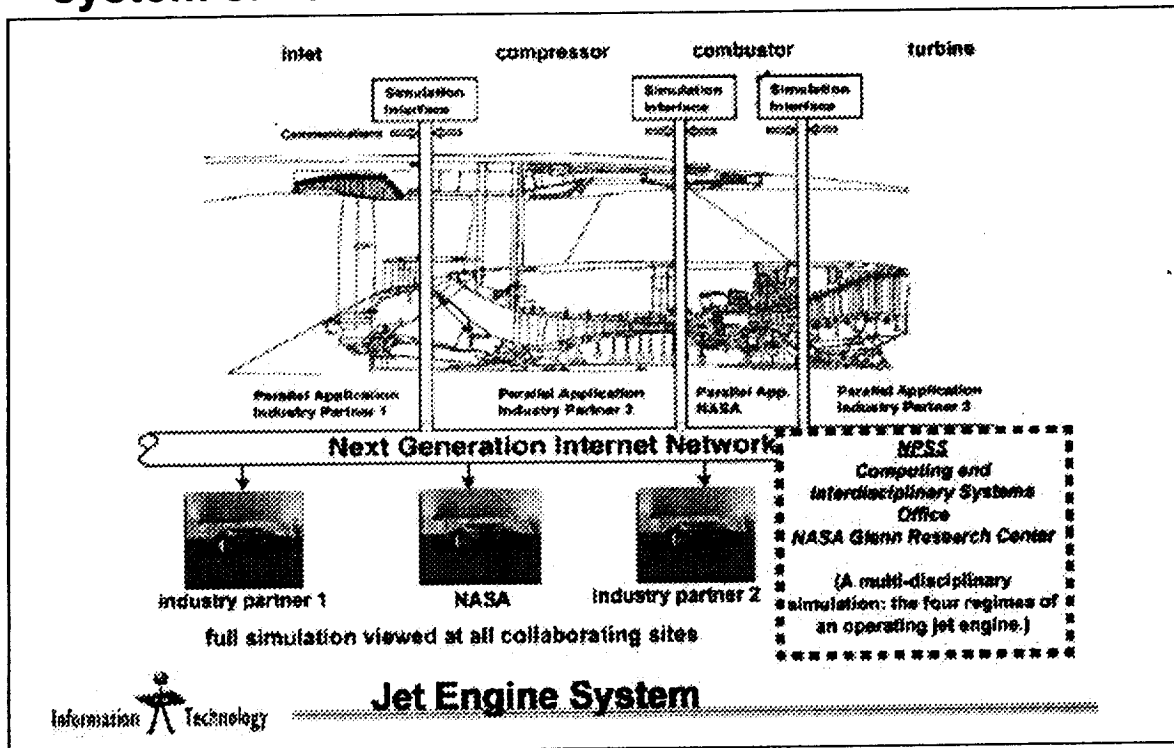 inlet compressor combustor turbine
Simulation Interface
Simulation Interface
Simulation Interface
Communications
Parallel Application
Industry Partner 1
Parallel Application
Industry Partner 2
Parallel App.
NASA
Parallel Application
Industry Partner 3
Next Generation Internet Network
NPSS
Computing and
Interdisciplinary Systems
Office
NASA Glenn Research Center
(A multi-disciplinary
simulation: the four regimes of
an operating jet engine.)
industry partner 1
NASA
industry partner 2
full simulation viewed at all collaborating sites
Jet Engine System
Information Technology